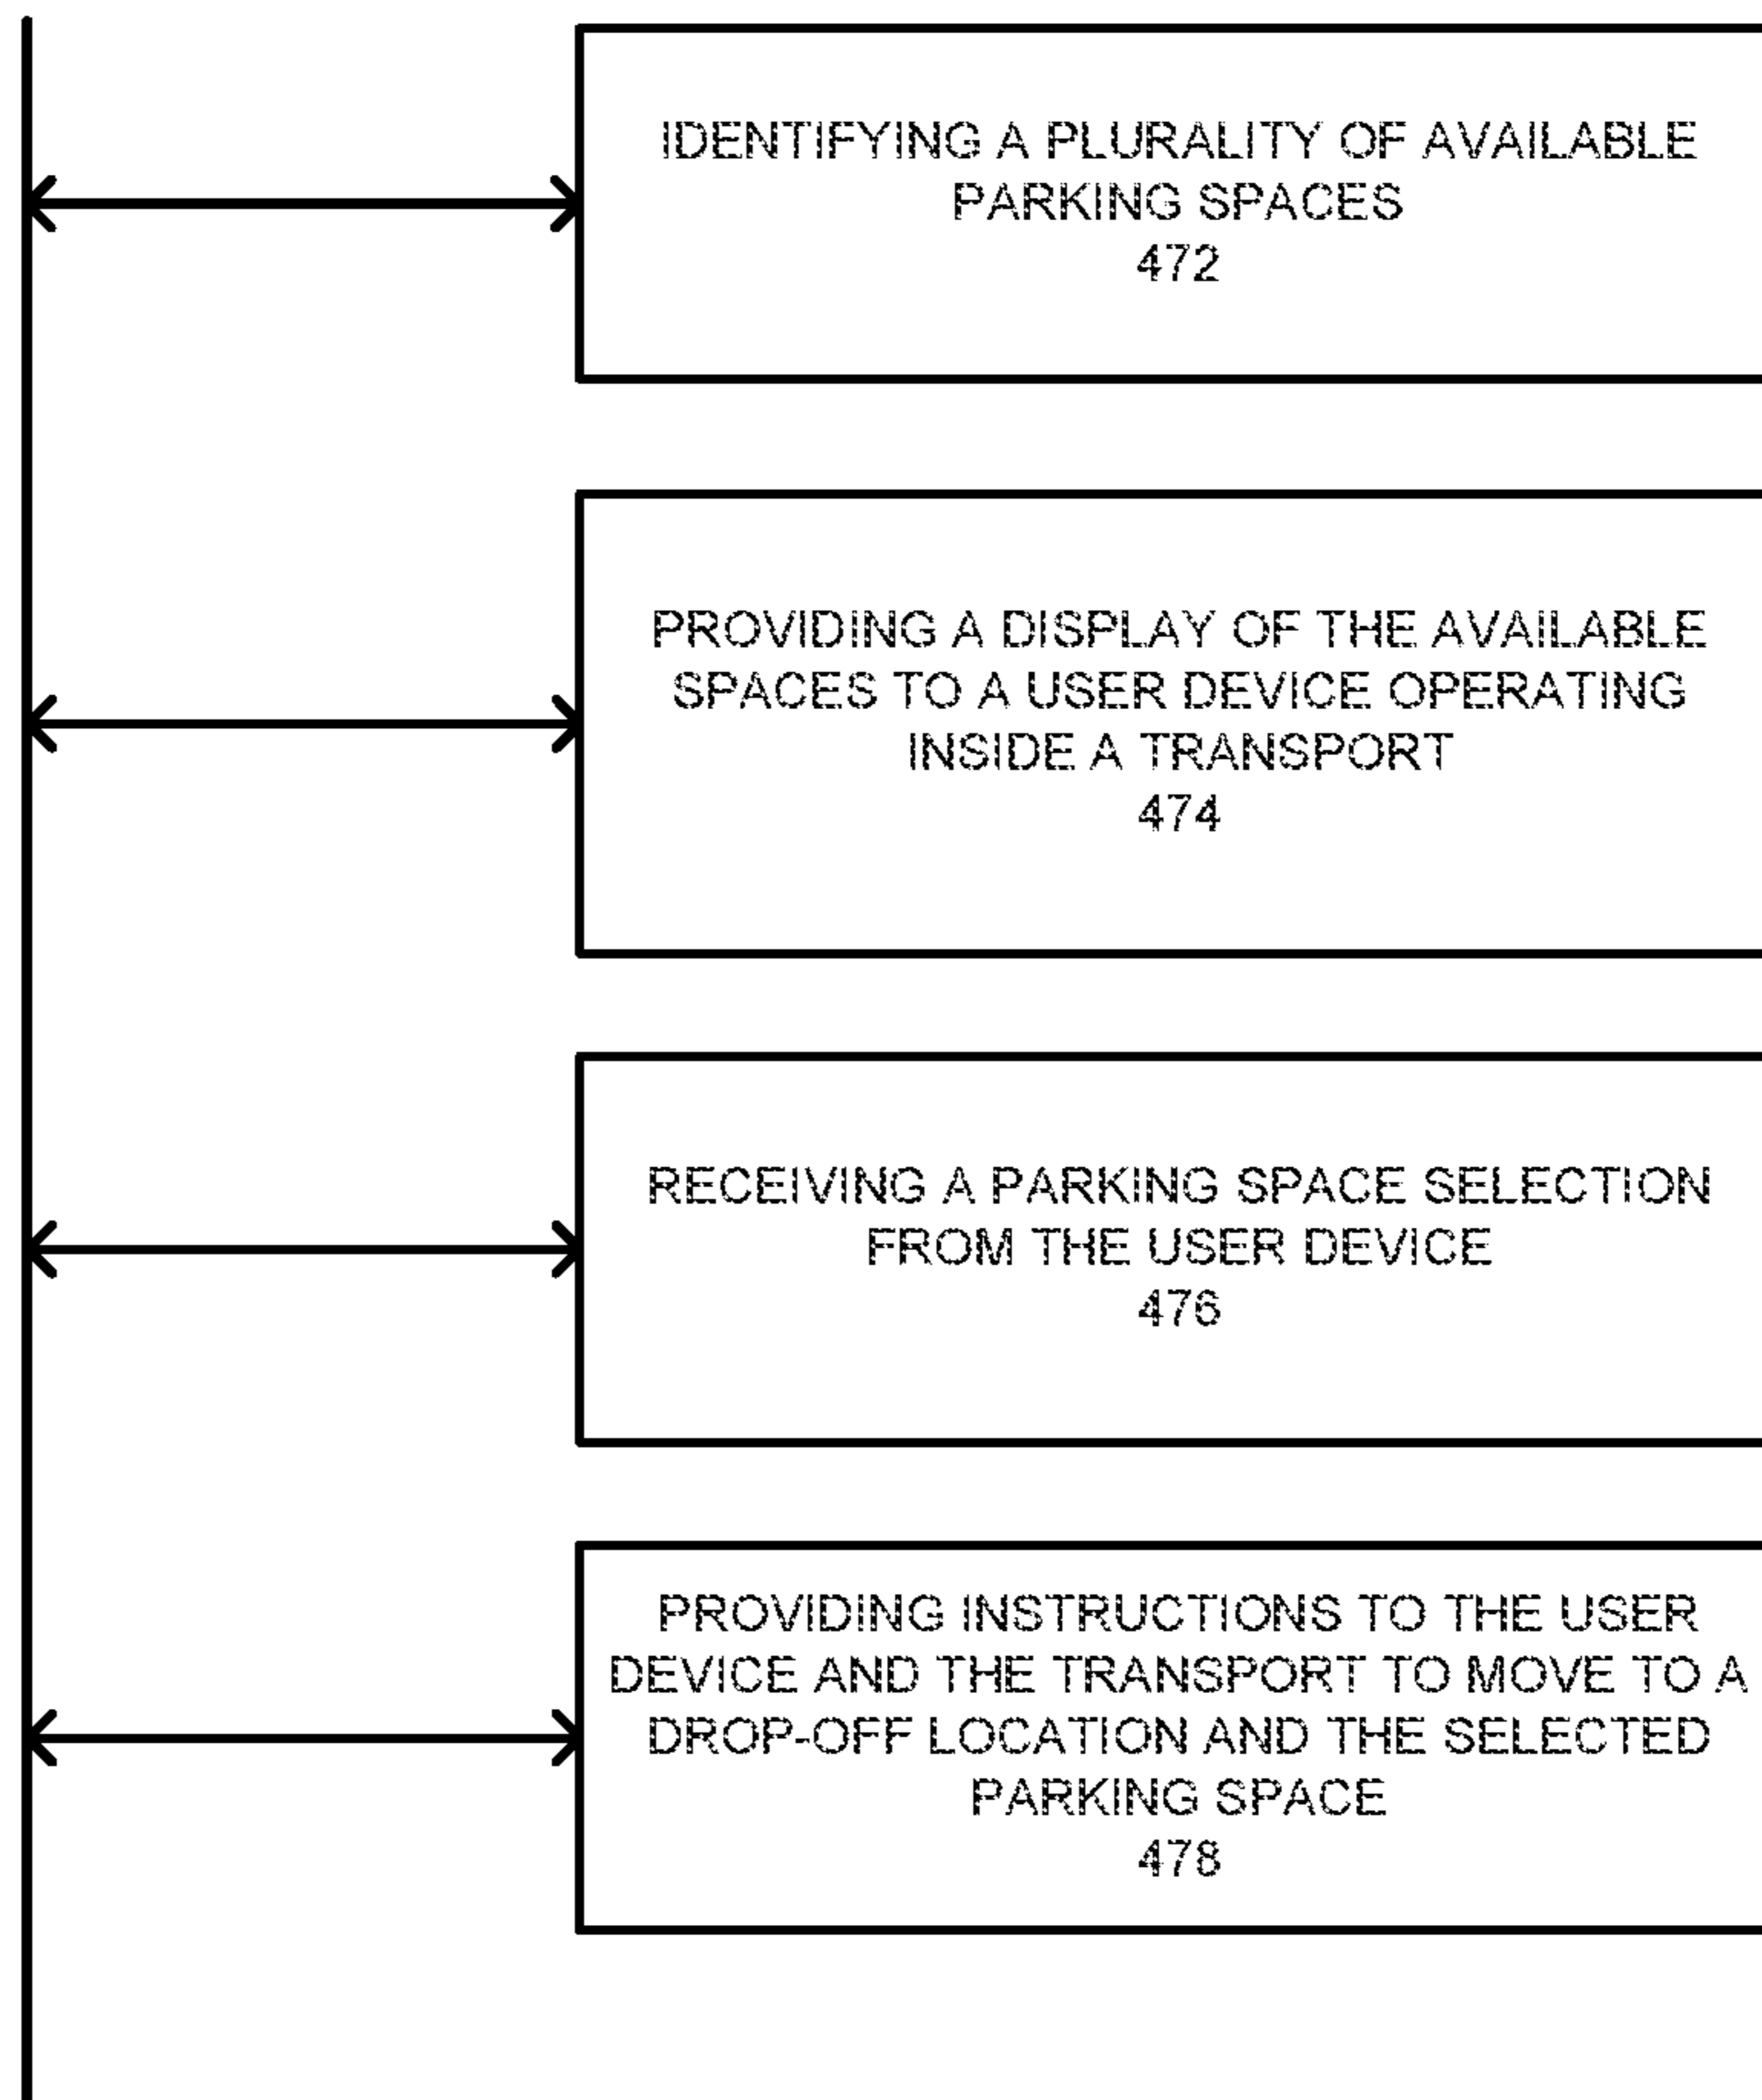 IDENTIFYING A PLURALITY OF AVAILABLE
PARKING SPACES
472
PROVIDING A DISPLAY OF THE AVAILABLE
SPACES TO A USER DEVICE OPERATING
INSIDE A TRANSPORT
474
RECEIVING A PARKING SPACE SELECTION
FROM THE USER DEVICE
476
PROVIDING INSTRUCTIONS TO THE USER
DEVICE AND THE TRANSPORT TO MOVE TO A
DROP-OFF LOCATION AND THE SELECTED
PARKING SPACE
478